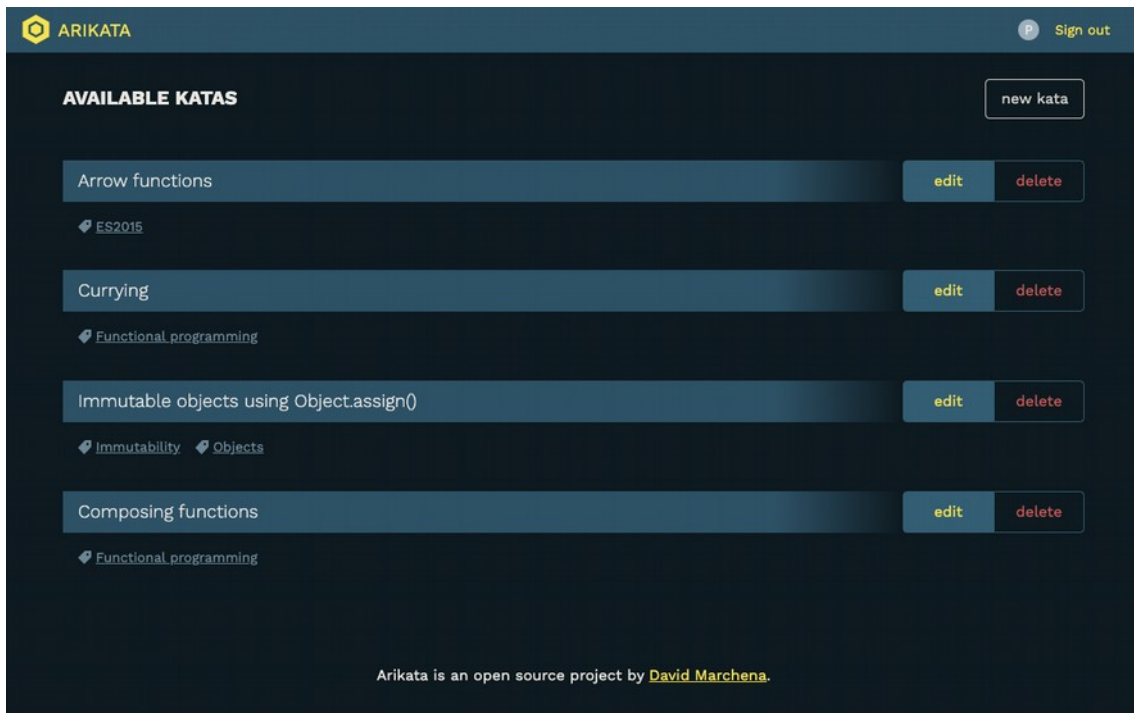 ARIKATA
P Sign out
AVAILABLE KATAS
new kata
Arrow functions
edit delete
ES2015
Currying
edit delete
Functional programming
Immutable objects using Object.assign()
edit delete
Immutability Objects
Composing functions
edit delete
Functional programming
Arikata is an open source project by David Marchena.